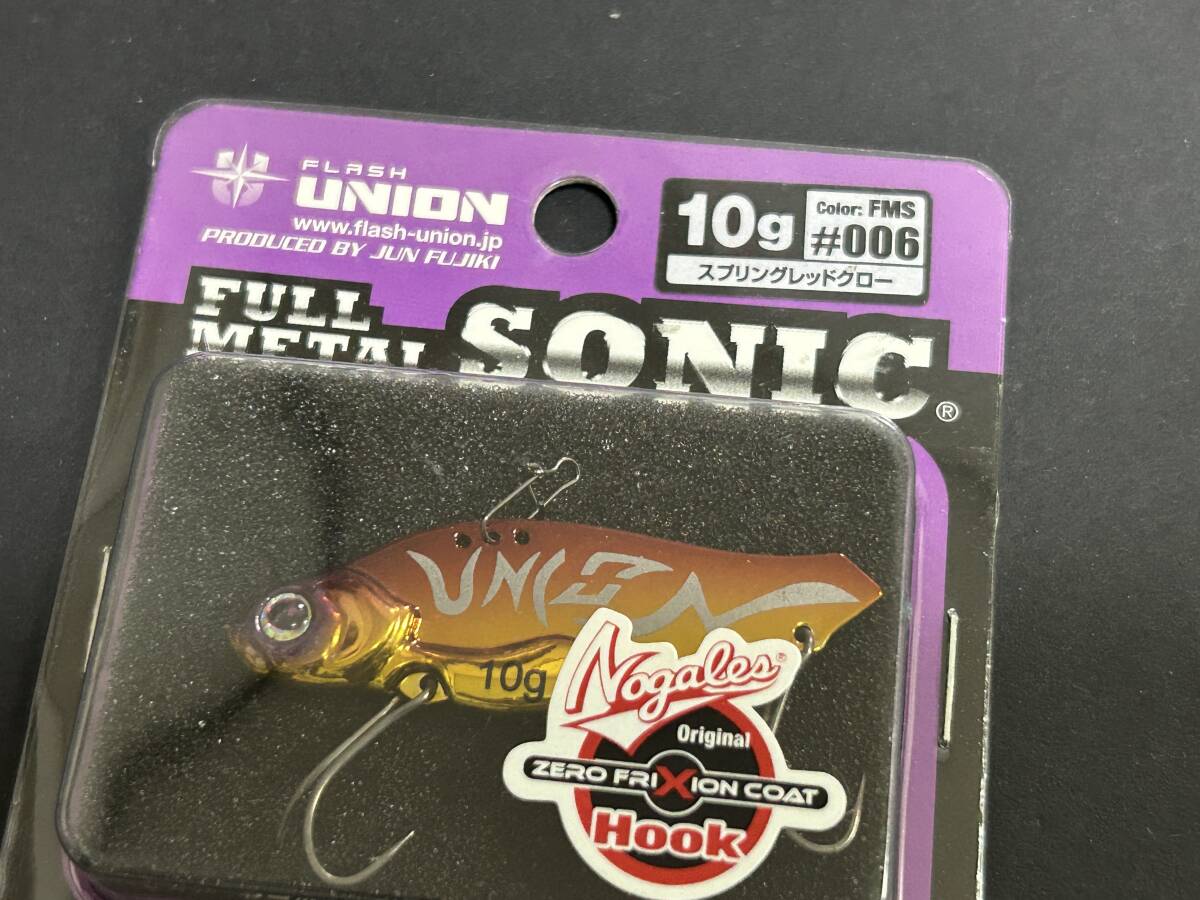 FLASH
UNION
www.flash-union.jp
PRODUCED BY JUN FUJIKI
10g
Color: FMS
#006
スプリングレッドグロー
FULL
METAL
SONIC®
UNION
10g
Nogales®
Original
ZERO FRIXION COAT
Hook